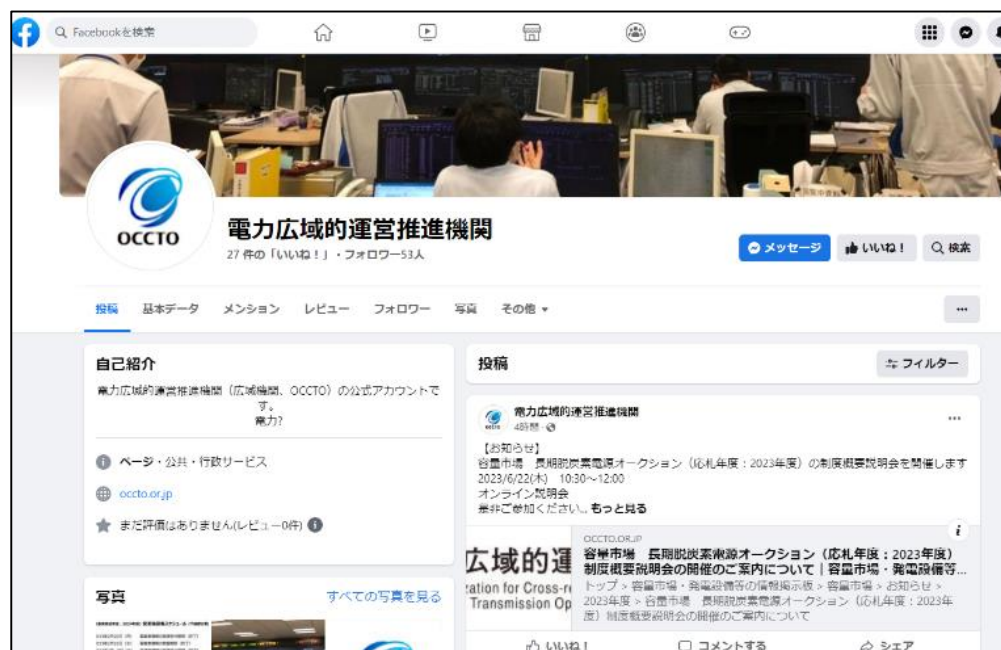 Facebookを検索
OCCTO
電力広域的運営推進機関
27 件の「いいね！」・フォロワー53人
メッセージ
いいね！
検索
投稿
基本データ
メンション
レビュー
フォロワー
写真
その他
自己紹介
電力広域的運営推進機関（広域機関、OCCTO）の公式アカウントで
す。
電力?
ページ・公共・行政サービス
occto.or.jp
まだ評価はありません(レビュー0件)
写真
すべての写真を見る
投稿
フィルター
電力広域的運営推進機関
4時間
【お知らせ】
容量市場　長期脱炭素電源オークション（応札年度：2023年度）の制度概要説明会を開催します
2023/6/22(木)　10:30～12:00
オンライン説明会
是非ご参加ください... もっと見る
広域的運
ation for Cross-re
Transmission Op
OCCTO.OR.JP
容量市場　長期脱炭素電源オークション（応札年度：2023年度）
制度概要説明会の開催のご案内について｜容量市場・発電設備等...
トップ > 容量市場・発電設備等の情報掲示板 > 容量市場 > お知らせ >
2023年度 > 容量市場　長期脱炭素電源オークション（応札年度：2023年
度）制度概要説明会の開催のご案内について
いいね！
コメントする
シェア